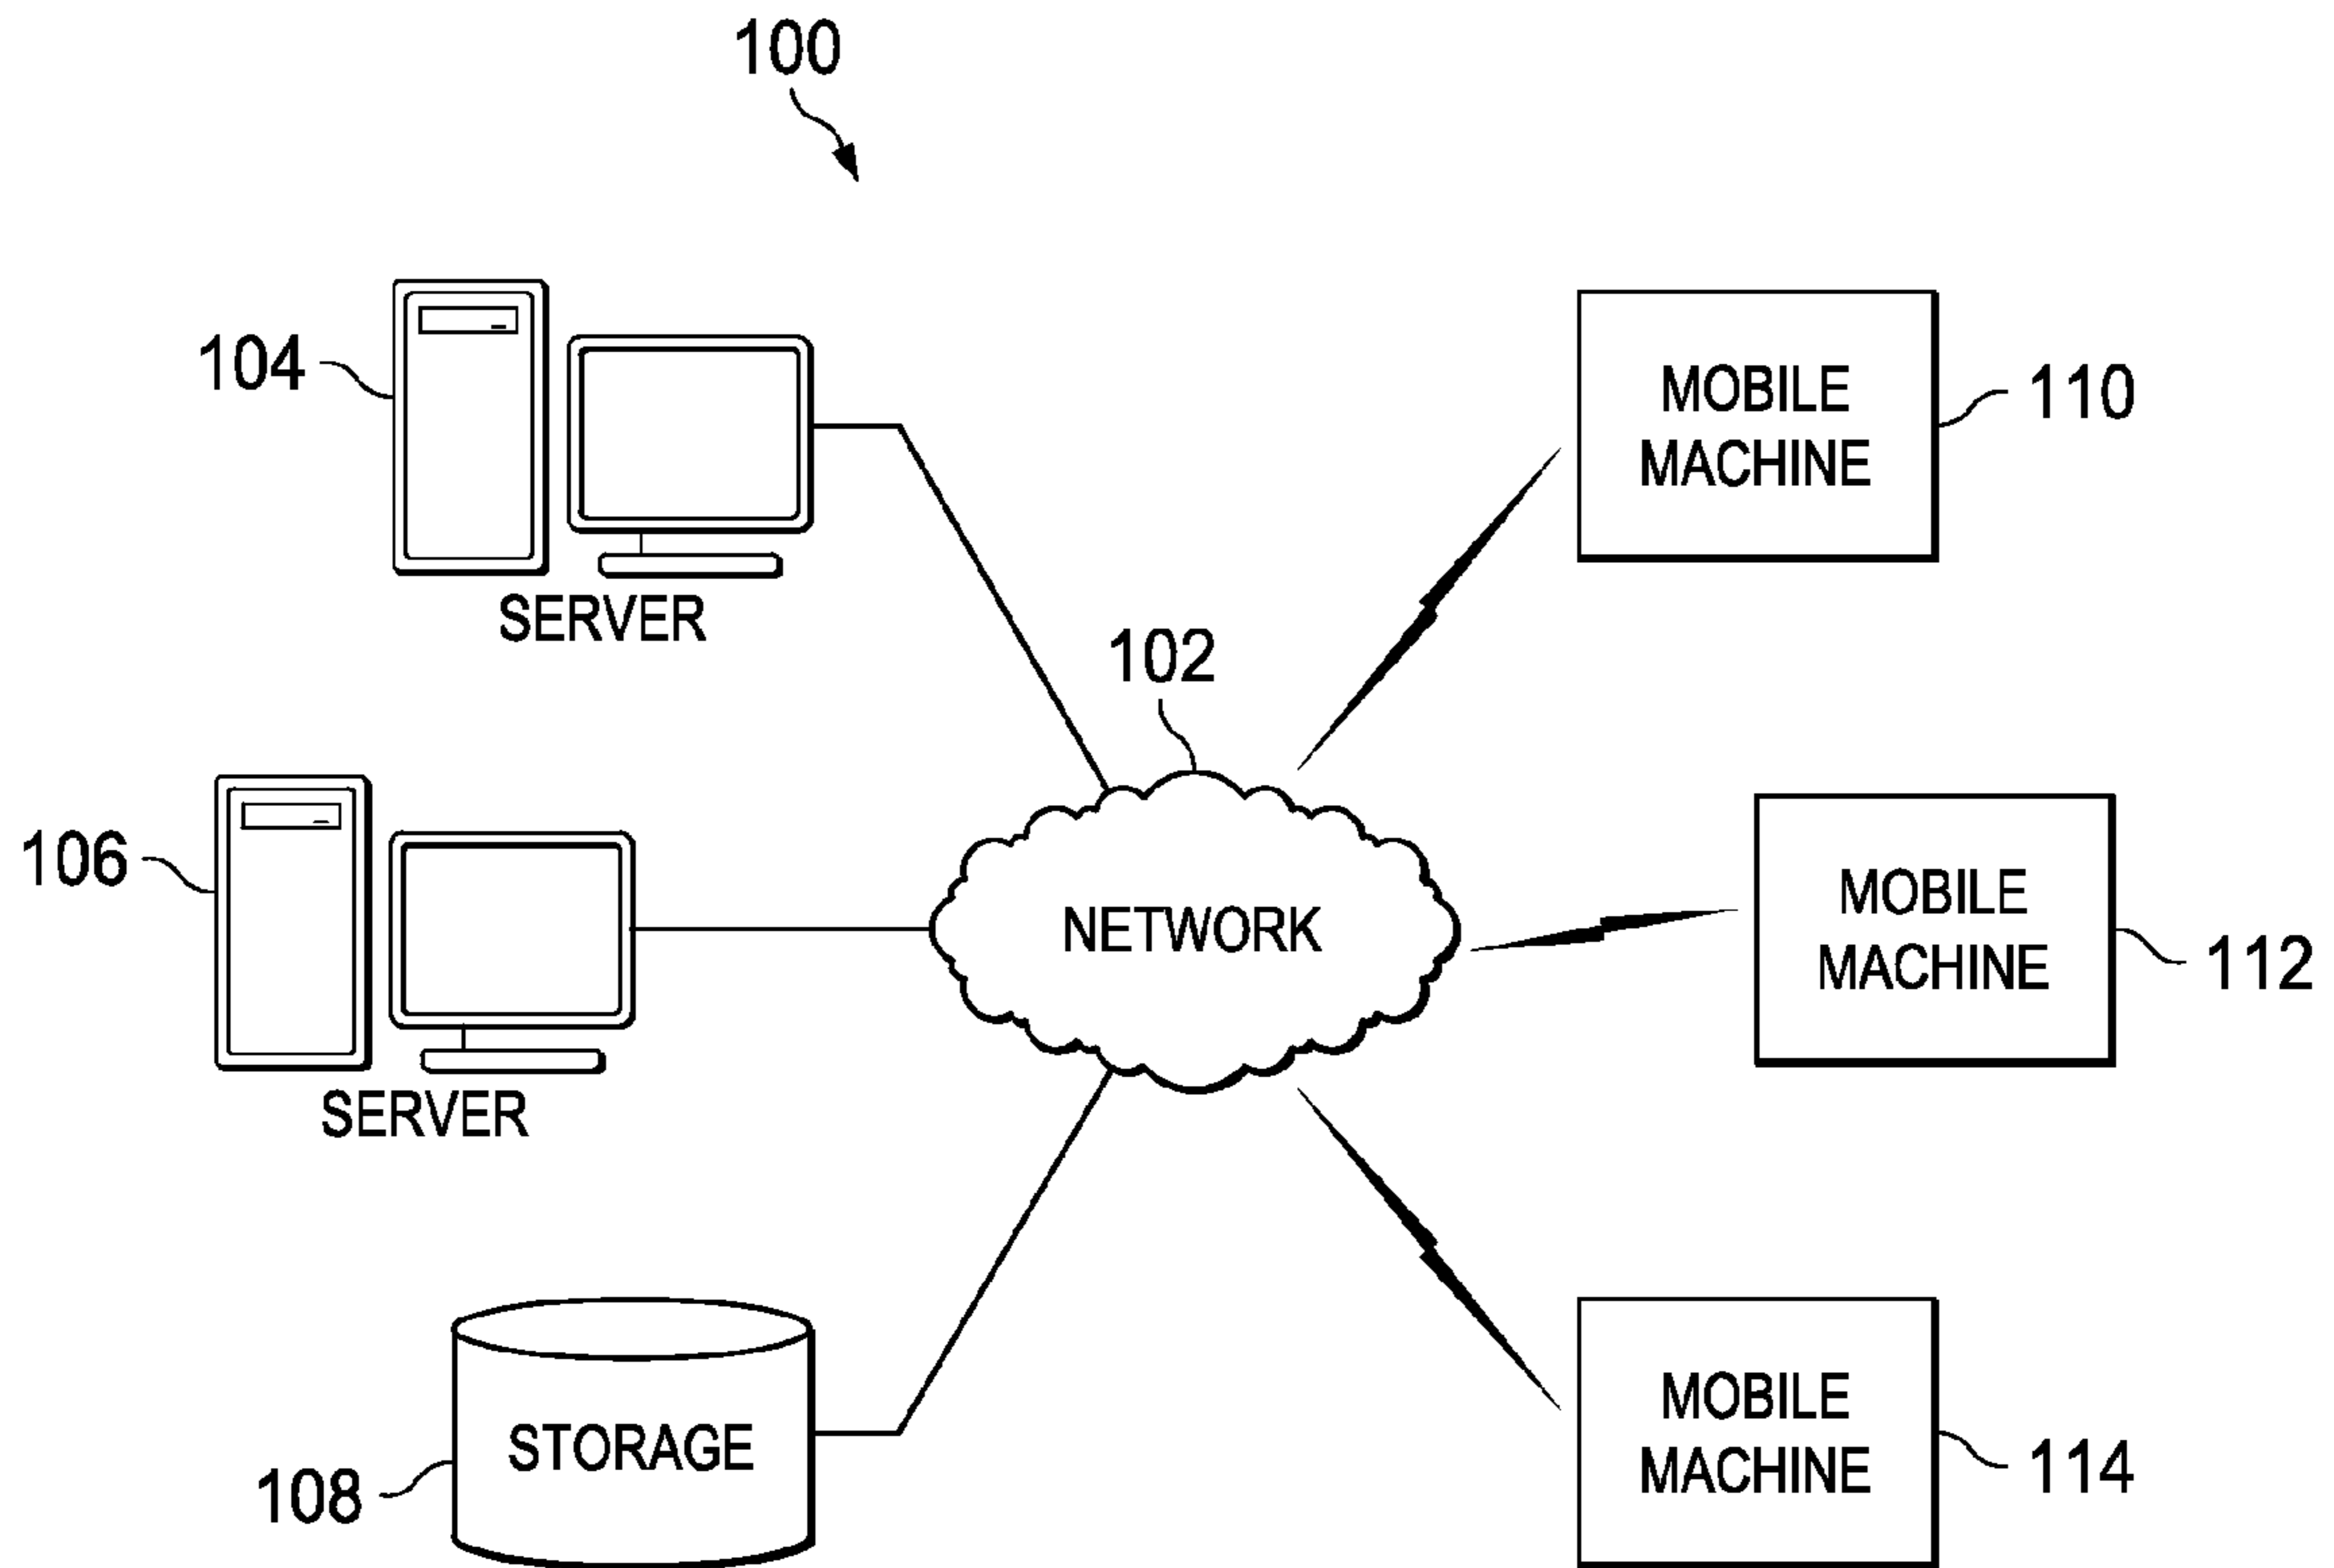 100
104
SERVER
MOBILE
MACHINE
110
102
106
SERVER
NETWORK
MOBILE
MACHINE
112
108
STORAGE
MOBILE
MACHINE
114